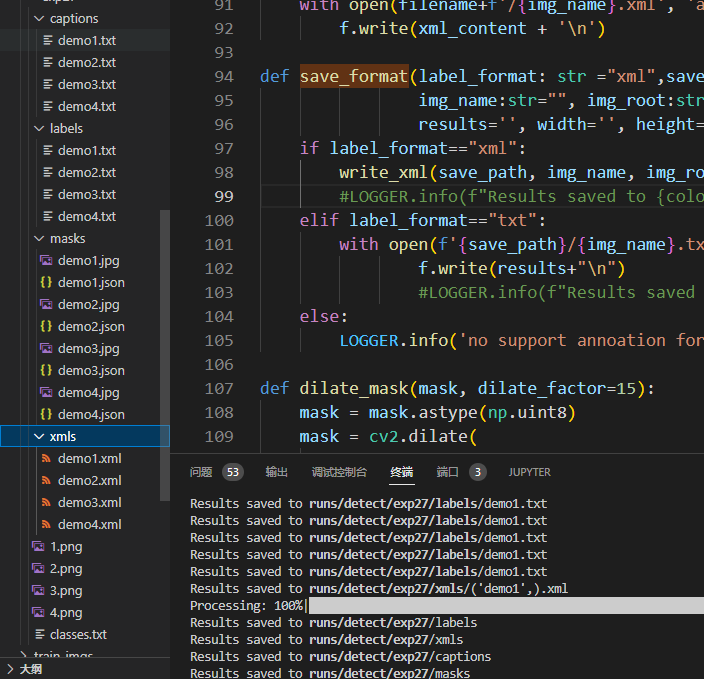 captions
demo1.txt
demo2.txt
demo3.txt
demo4.txt
labels
demo1.txt
demo2.txt
demo3.txt
demo4.txt
masks
demo1.jpg
demo1.json
demo2.jpg
demo2.json
demo3.jpg
demo3.json
demo4.jpg
demo4.json
xmls
demo1.xml
demo2.xml
demo3.xml
demo4.xml
1.png
2.png
3.png
4.png
classes.txt
train_imgs
大纲
91 with open(filename+f'/{img_name}.xml', 'a
92 f.write(xml_content + '\n')
93
94 def save_format(label_format: str ="xml",save
95 img_name:str="", img_root:str
96 results='', width='', height=
97 if label_format=="xml":
98 write_xml(save_path, img_name, img_ro
99 #LOGGER.info(f"Results saved to {colo
100 elif label_format=="txt":
101 with open(f'{save_path}/{img_name}.tx
102 f.write(results+"\n")
103 #LOGGER.info(f"Results saved
104 else:
105 LOGGER.info('no support annoation for
106
107 def dilate_mask(mask, dilate_factor=15):
108 mask = mask.astype(np.uint8)
109 mask = cv2.dilate(
问题 53 输出 调试控制台 终端 端口 3 JUPYTER
Results saved to runs/detect/exp27/labels/demo1.txt
Results saved to runs/detect/exp27/labels/demo1.txt
Results saved to runs/detect/exp27/labels/demo1.txt
Results saved to runs/detect/exp27/labels/demo1.txt
Results saved to runs/detect/exp27/labels/demo1.txt
Results saved to runs/detect/exp27/xmls/('demo1',).xml
Processing: 100%|
Results saved to runs/detect/exp27/labels
Results saved to runs/detect/exp27/xmls
Results saved to runs/detect/exp27/captions
Results saved to runs/detect/exp27/masks